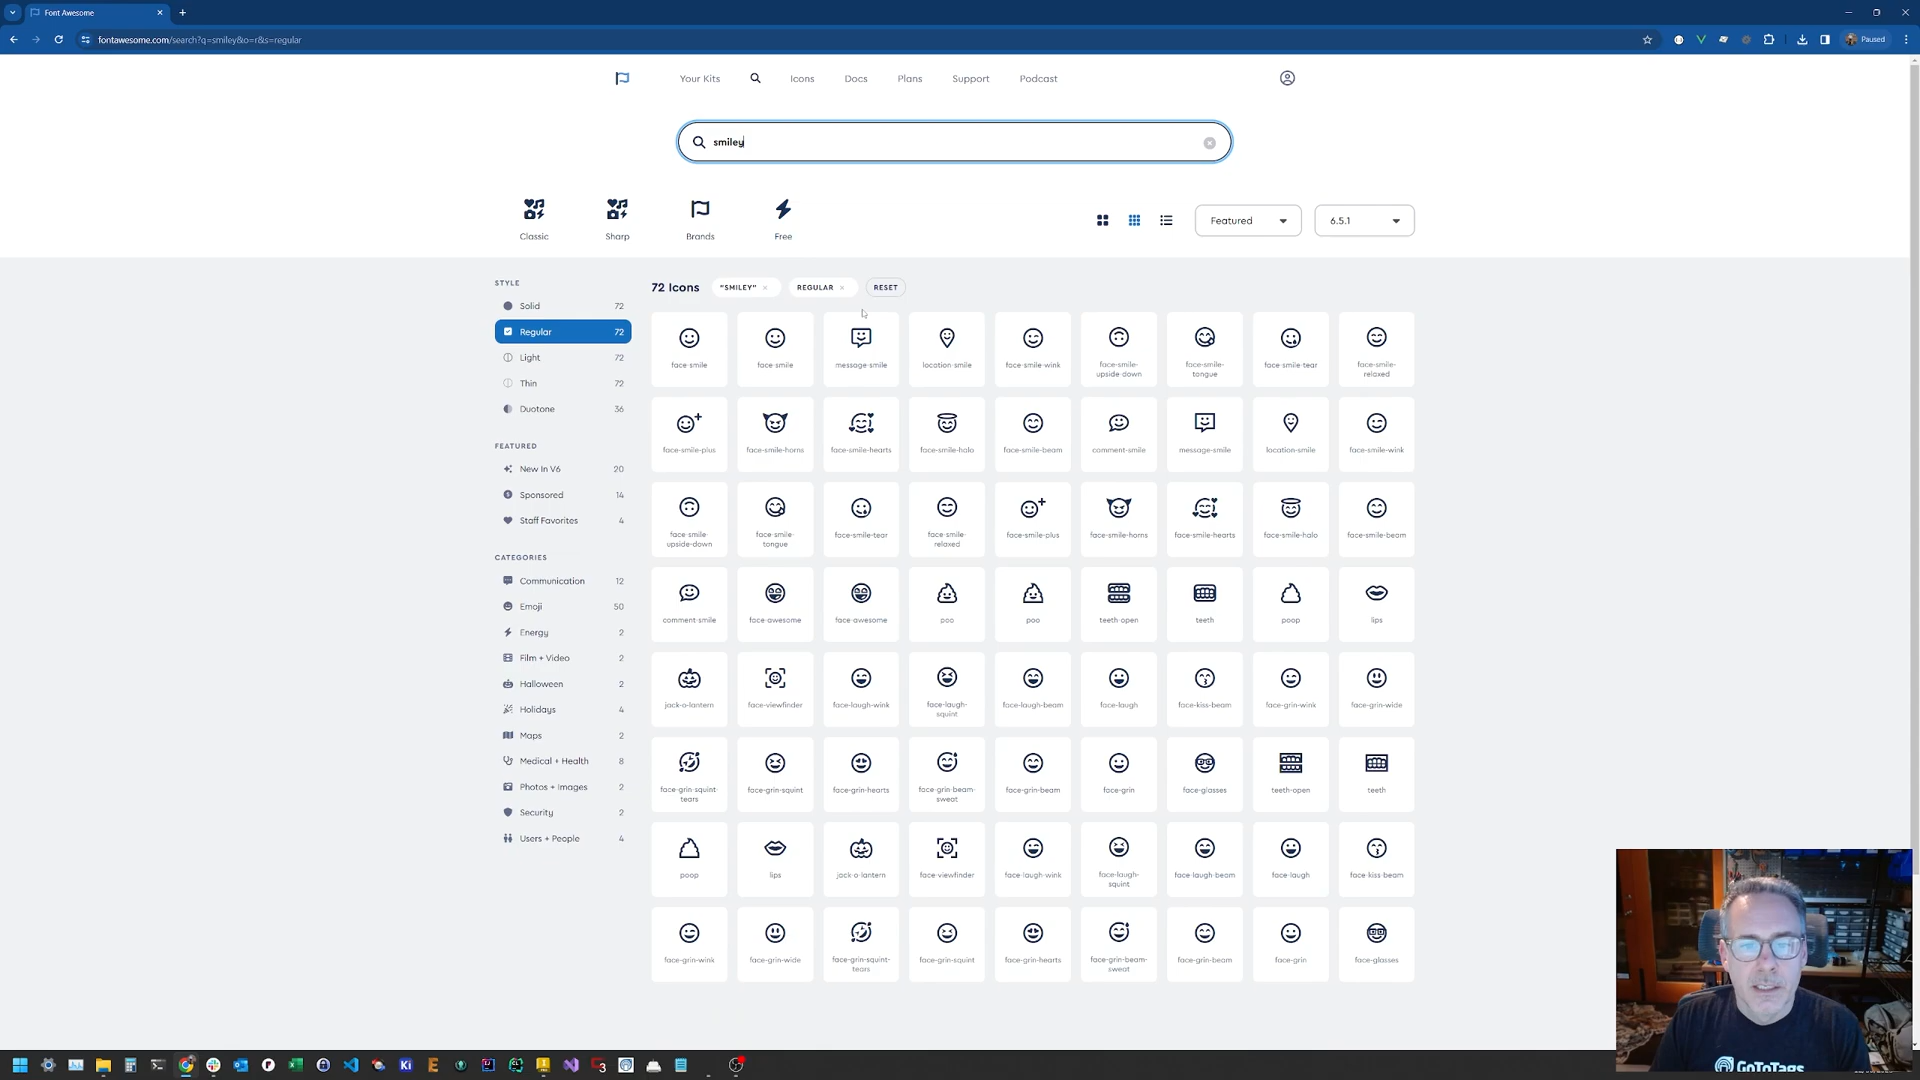 Font Awesome
fontawesome.com/search?q=smiley&o=r&s=regular
Paused
Your Kits Icons Docs Plans Support Podcast
smiley
Classic Sharp Brands Free Featured 6.5.1
STYLE
Solid 72
Regular 72
Light 72
Thin 72
Duotone 36
FEATURED
New In V6 20
Sponsored 14
Staff Favorites 4
CATEGORIES
Communication 12
Emoji 50
Energy 2
Film + Video 2
Halloween 2
Holidays 4
Maps 2
Medical + Health 8
Photos + Images 2
Security 2
Users + People 4
72 Icons "SMILEY" × REGULAR × RESET
face-smile face-smile message-smile location-smile face-smile-wink face-smile-upside-down face-smile-tongue face-smile-tear face-smile-relaxed
face-smile-plus face-smile-horns face-smile-hearts face-smile-halo face-smile-beam comment-smile message-smile location-smile face-smile-wink
face-smile-upside-down face-smile-tongue face-smile-tear face-smile-relaxed face-smile-plus face-smile-horns face-smile-hearts face-smile-halo face-smile-beam
comment-smile face-awesome face-awesome poo poo teeth-open teeth poop lips
jack-o-lantern face-viewfinder face-laugh-wink face-laugh-squint face-laugh-beam face-laugh face-kiss-beam face-grin-wink face-grin-wide
face-grin-squint-tears face-grin-squint face-grin-hearts face-grin-beam-sweat face-grin-beam face-grin face-glasses teeth-open teeth
poop lips jack-o-lantern face-viewfinder face-laugh-wink face-laugh-squint face-laugh-beam face-laugh face-kiss-beam
face-grin-wink face-grin-wide face-grin-squint-tears face-grin-squint face-grin-hearts face-grin-beam-sweat face-grin-beam face-grin face-glasses
GoToTags
Ki